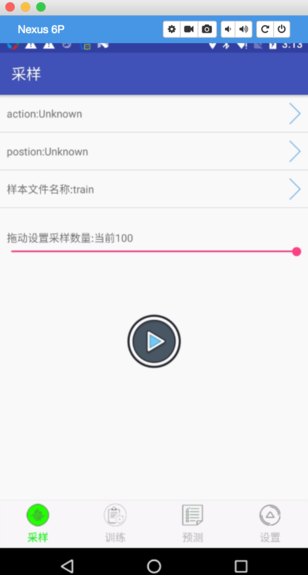 Nexus 6P
3:13
采样
action:Unknown
postion:Unknown
样本文件名称:train
拖动设置采样数量:当前100
采样
训练
预测
设置